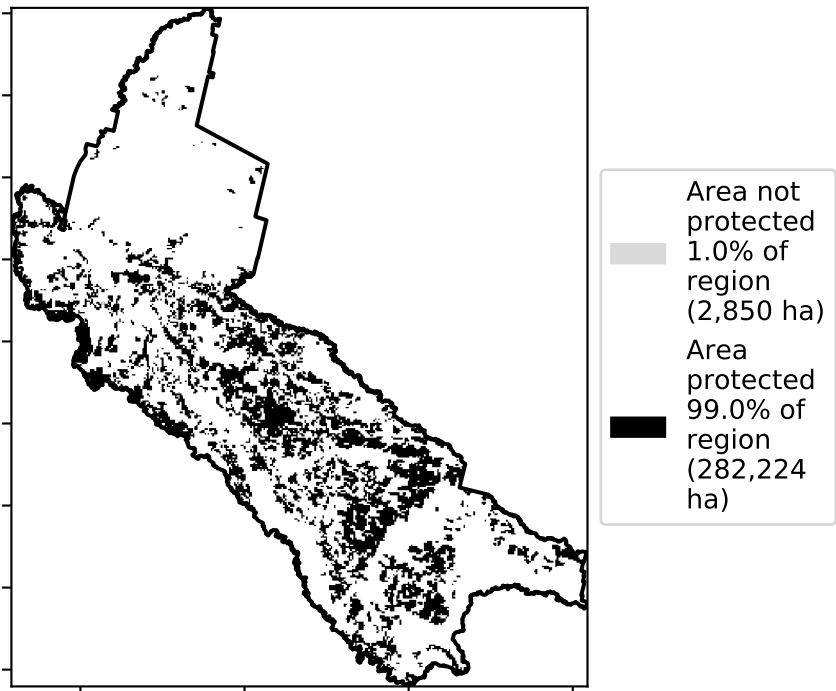 Area not
protected
1.0% of
region
(2,850 ha)
Area
protected
99.0% of
region
(282,224
ha)